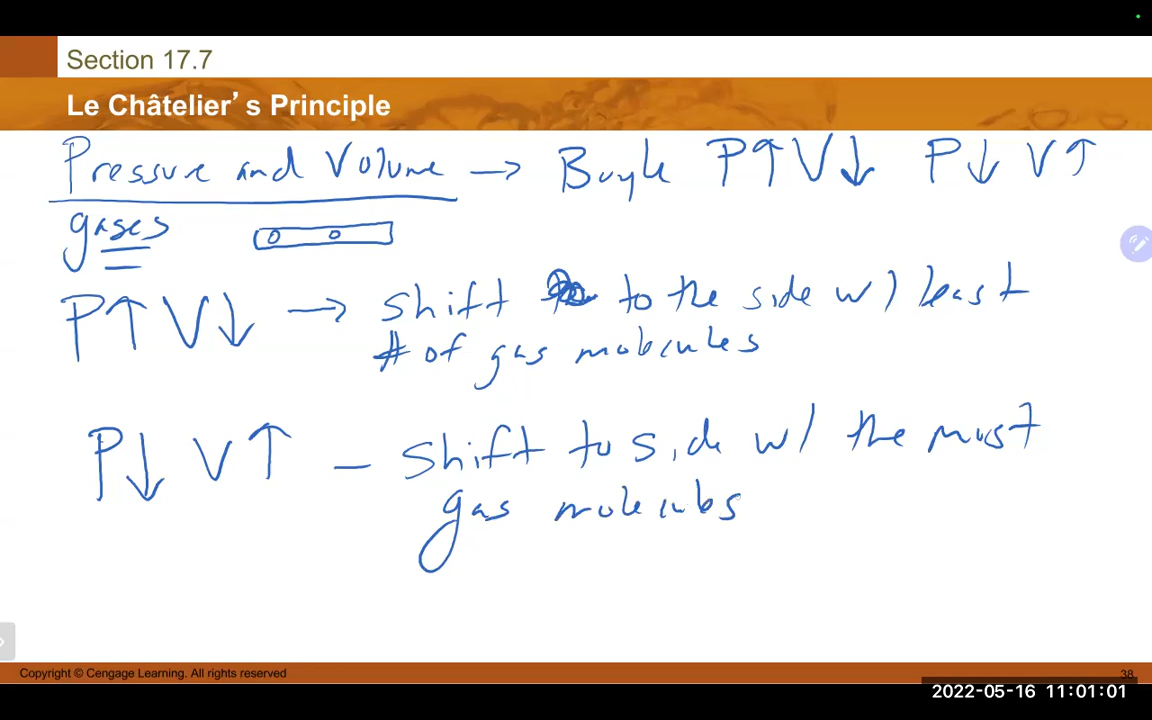 Section 17.7
Le Châtelier's Principle
Pressure and Volume → Boyle P↑ V↓ P↓ V↑
gases
P↑ V↓ → shift to the side w/ least
# of gas molecules
P↓ V↑ – shift to side w/ the most
gas molecules
Copyright © Cengage Learning. All rights reserved
38
2022-05-16 11:01:01